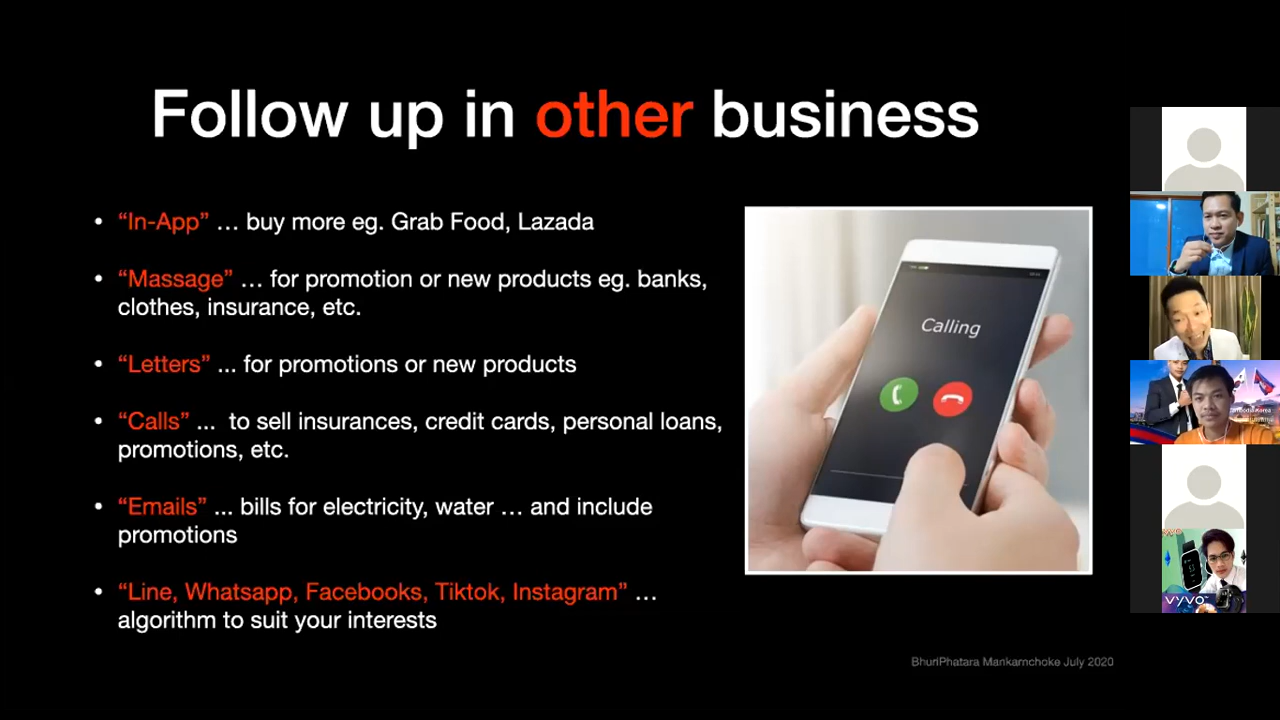 Follow up in other business
• “In-App” … buy more eg. Grab Food, Lazada
• “Massage” … for promotion or new products eg. banks,
clothes, insurance, etc.
• “Letters” ... for promotions or new products
• “Calls” ... to sell insurances, credit cards, personal loans,
promotions, etc.
• “Emails” ... bills for electricity, water … and include
promotions
• “Line, Whatsapp, Facebooks, Tiktok, Instagram” …
algorithm to suit your interests
Calling
BhuriPhatara Mankarnchoke July 2020
VYVO